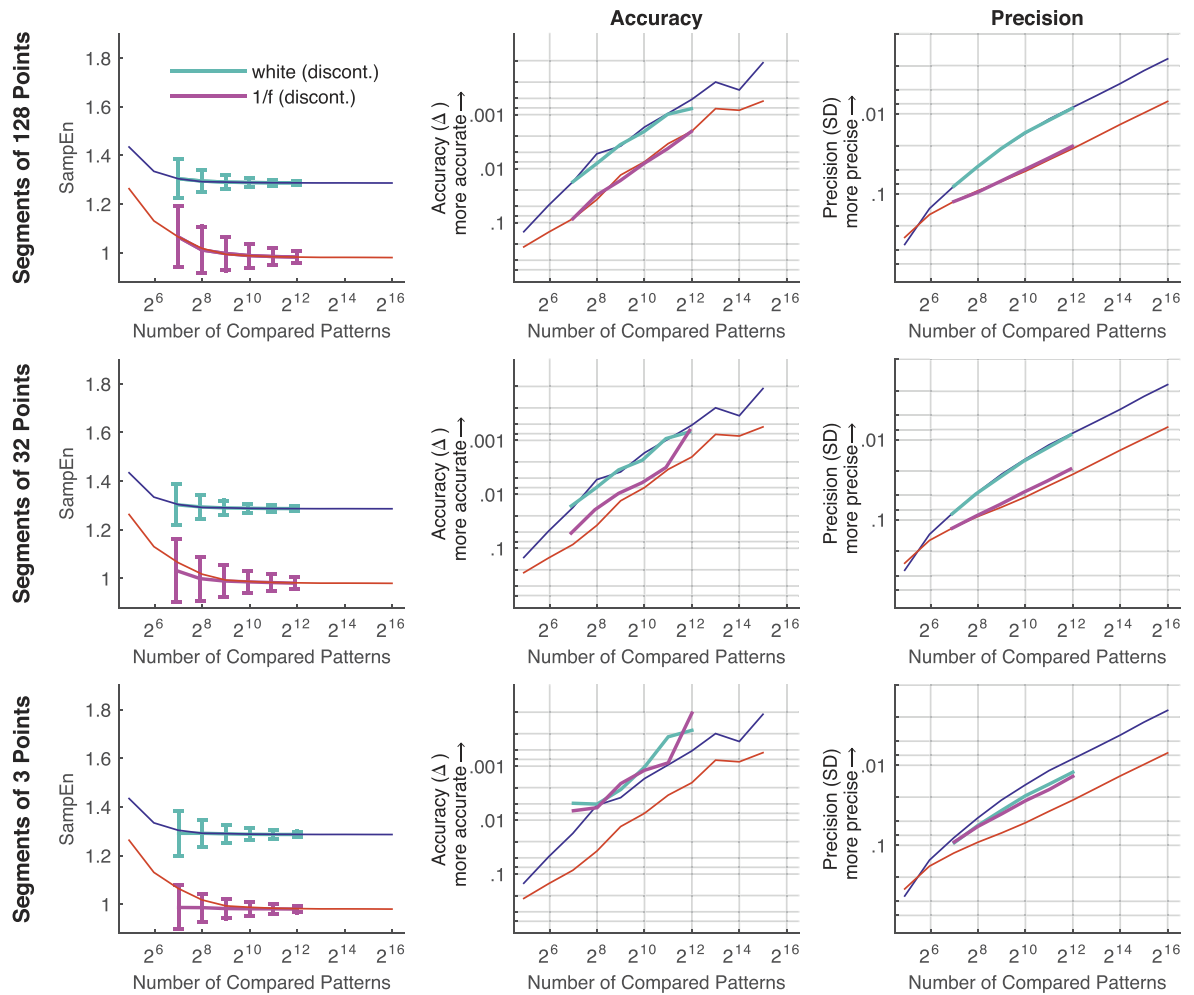 Accuracy
Precision
Segments of 128 Points
SampEn
1.8
1.6
1.4
1.2
1
white (discont.)
1/f (discont.)
2^6 2^8 2^10 2^12 2^14 2^16
Number of Compared Patterns
Accuracy (Δ)
more accurate→
.001
.01
.1
2^6 2^8 2^10 2^12 2^14 2^16
Number of Compared Patterns
Precision (SD)
more precise→
.01
.1
2^6 2^8 2^10 2^12 2^14 2^16
Number of Compared Patterns
Segments of 32 Points
SampEn
1.8
1.6
1.4
1.2
1
2^6 2^8 2^10 2^12 2^14 2^16
Number of Compared Patterns
Accuracy (Δ)
more accurate→
.001
.01
.1
2^6 2^8 2^10 2^12 2^14 2^16
Number of Compared Patterns
Precision (SD)
more precise→
.01
.1
2^6 2^8 2^10 2^12 2^14 2^16
Number of Compared Patterns
Segments of 3 Points
SampEn
1.8
1.6
1.4
1.2
1
2^6 2^8 2^10 2^12 2^14 2^16
Number of Compared Patterns
Accuracy (Δ)
more accurate→
.001
.01
.1
2^6 2^8 2^10 2^12 2^14 2^16
Number of Compared Patterns
Precision (SD)
more precise→
.01
.1
2^6 2^8 2^10 2^12 2^14 2^16
Number of Compared Patterns